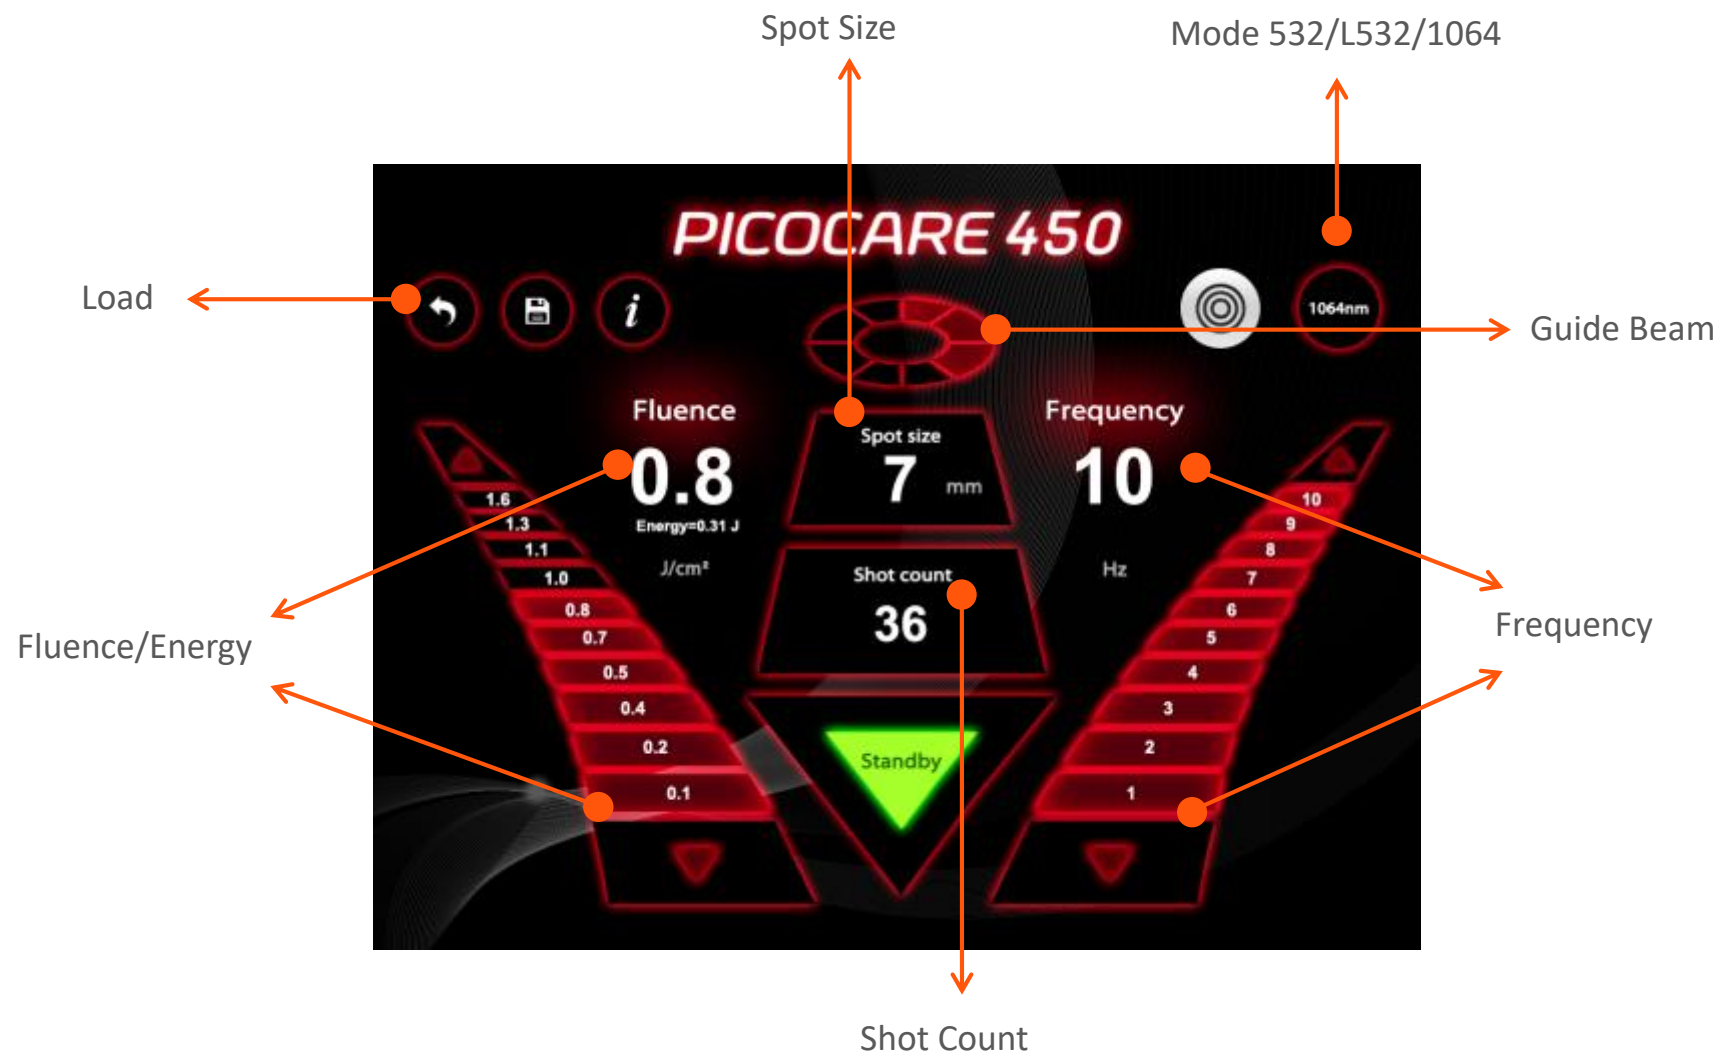 Spot Size
Mode 532/L532/1064
PICOCARE 450
Load
i
1064nm
Guide Beam
Fluence
0.8
Energy=0.31 J
J/cm²
Spot size
7 mm
Frequency
10
Hz
1.6
1.3
1.1
1.0
0.8
0.7
0.5
0.4
0.2
0.1
Shot count
36
Standby
10
9
8
7
6
5
4
3
2
1
Fluence/Energy
Frequency
Shot Count